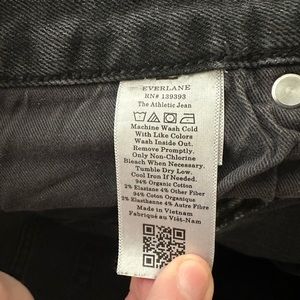 EVERLANE
RN# 139393
The Athletic Jean
Machine Wash Cold
With Like Colors
Wash Inside Out.
Remove Promptly.
Only Non-Chlorine
Bleach When Necessary.
Tumble Dry Low.
Cool Iron If Needed.
94% Organic Cotton
2% Elastane 4% Other Fiber
94% Coton Organic
2% Elasthanne 4% Autre Fibre
Made in Vietnam
Fabriqué au Viêt-Nam